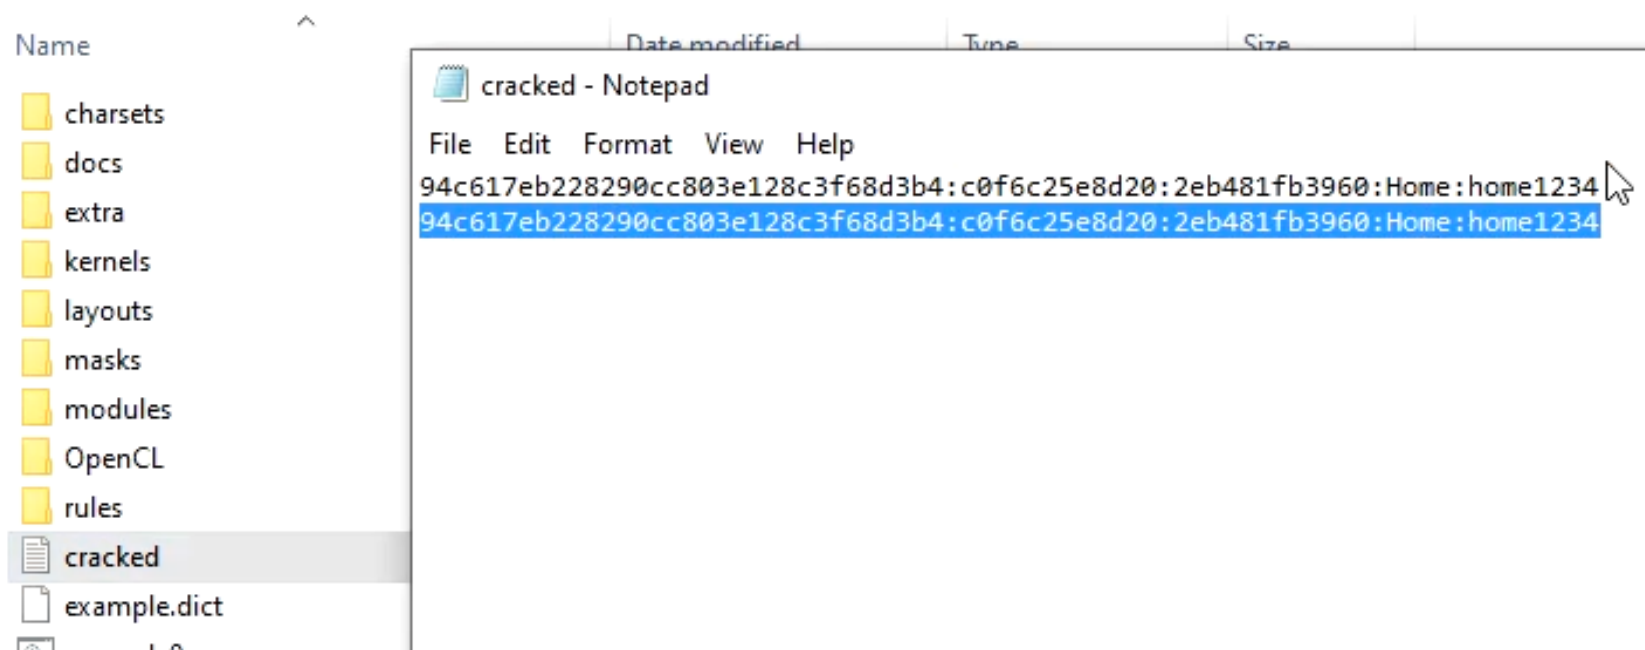 Name
Date modified
Type
Size
charsets
docs
extra
kernels
layouts
masks
modules
OpenCL
rules
cracked
example.dict
cracked - Notepad
File Edit Format View Help
94c617eb228290cc803e128c3f68d3b4:c0f6c25e8d20:2eb481fb3960:Home:home1234
94c617eb228290cc803e128c3f68d3b4:c0f6c25e8d20:2eb481fb3960:Home:home1234